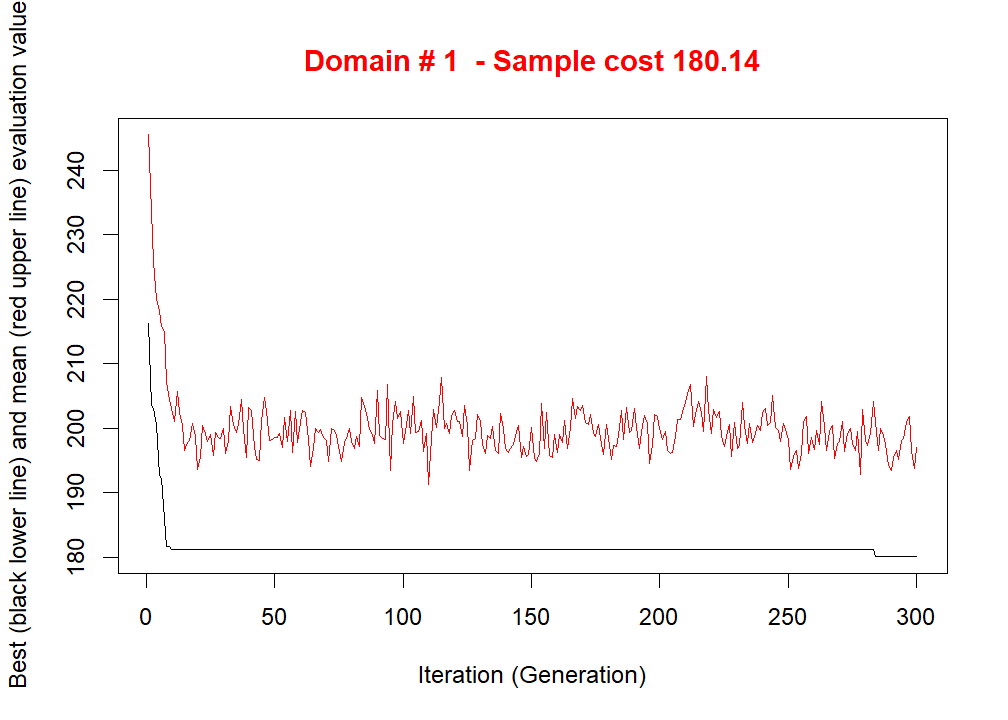 Domain # 1  - Sample cost 180.14
Best (black lower line) and mean (red upper line) evaluation value
240
230
220
210
200
190
180
0 50 100 150 200 250 300
Iteration (Generation)